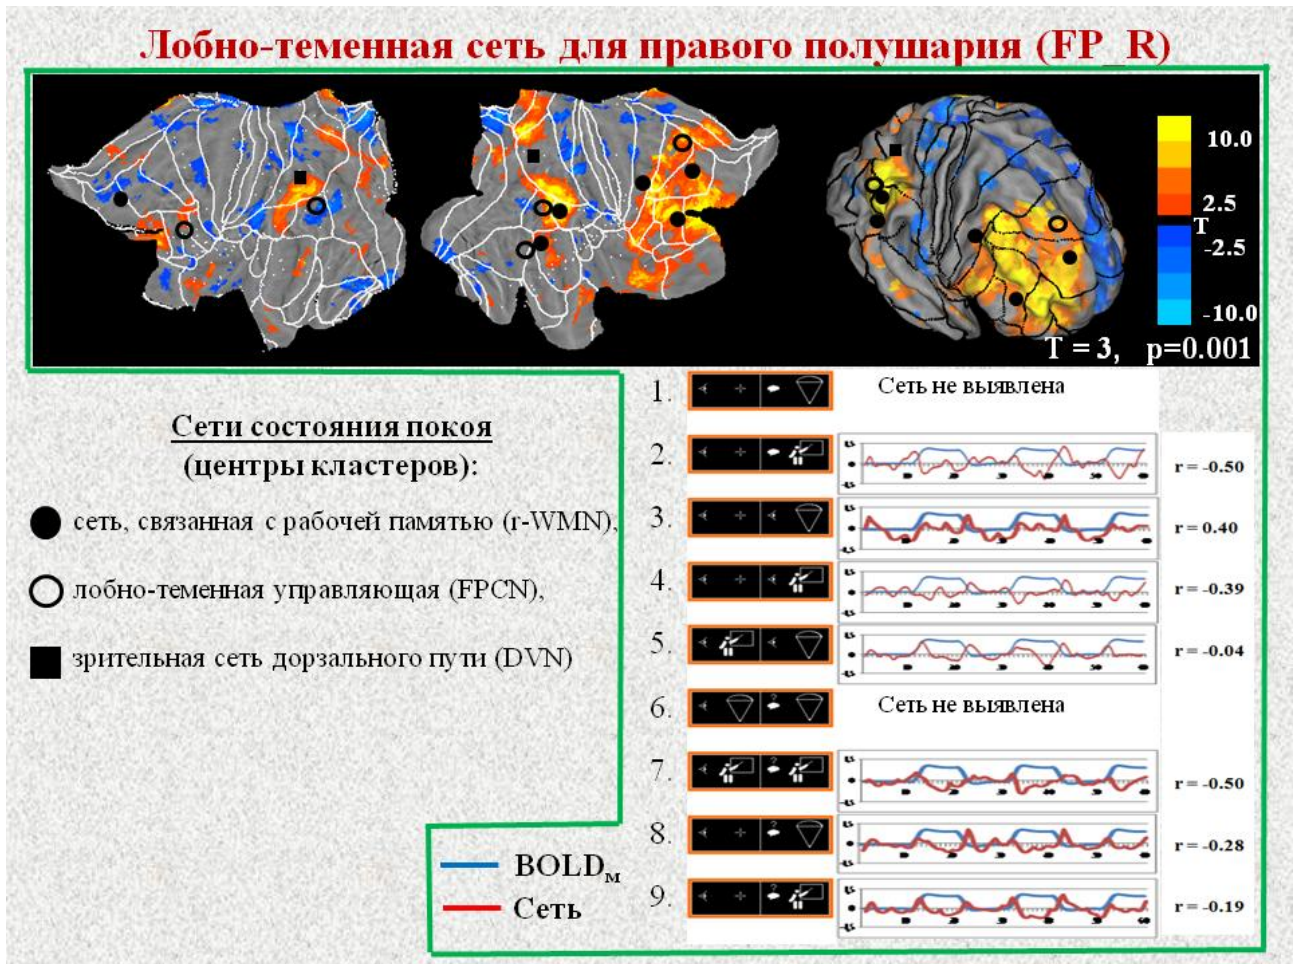 Лобно-теменная сеть для правого полушария (FP_R)
10.0
2.5
T
-2.5
-10.0
T = 3, p=0.001
Сети состояния покоя
(центры кластеров):
сеть, связанная с рабочей памятью (r-WMN),
лобно-теменная управляющая (FPCN),
зрительная сеть дорзального пути (DVN)
1. Сеть не выявлена
2. r = -0.50
3. r = 0.40
4. r = -0.39
5. r = -0.04
6. Сеть не выявлена
7. r = -0.50
8. r = -0.28
9. r = -0.19
BOLDм
Сеть